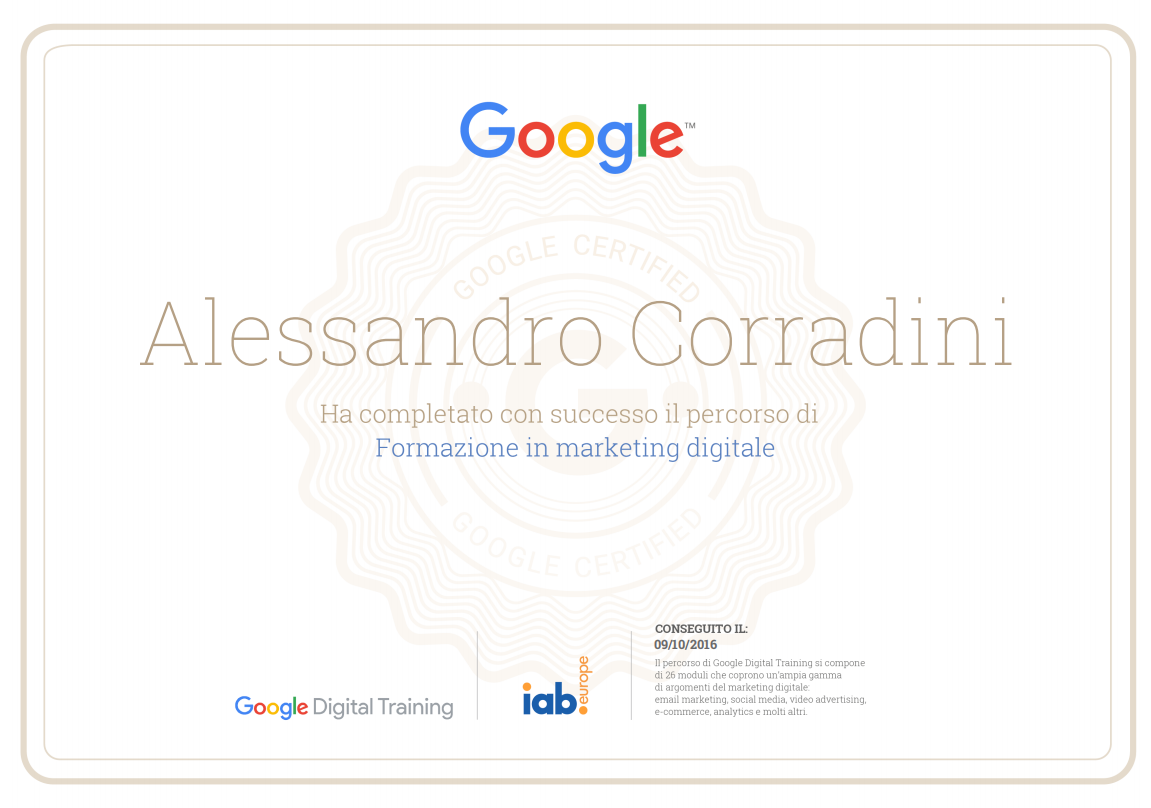 Google™
GOOGLE CERTIFIED
Alessandro Corradini
Ha completato con successo il percorso di
Formazione in marketing digitale
GOOGLE CERTIFIED
Google Digital Training
iab.europe
CONSEGUITO IL:
09/10/2016
Il percorso di Google Digital Training si compone
di 26 moduli che coprono un'ampia gamma
di argomenti del marketing digitale:
email marketing, social media, video advertising,
e-commerce, analytics e molti altri.